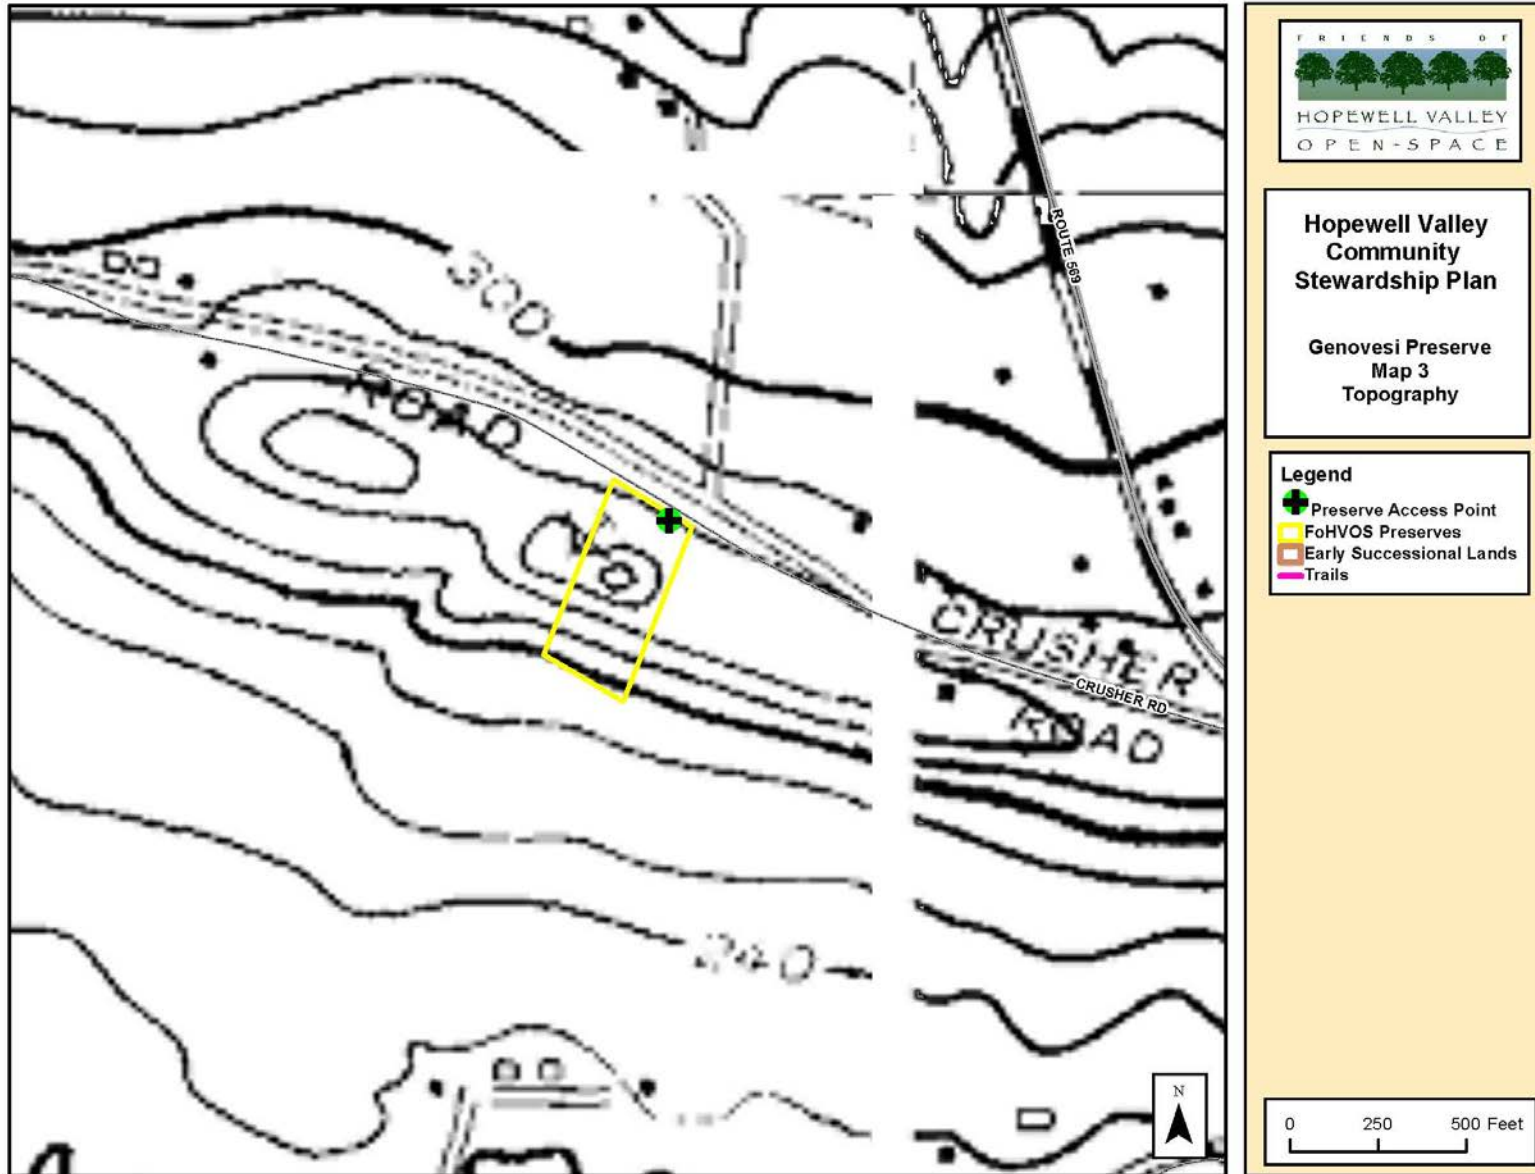 300
ROAD
ROUTE 569
CRUSHER
CRUSHER RD
ROAD
240
N
FRIENDS OF
HOPEWELL VALLEY
OPEN-SPACE
Hopewell Valley
Community
Stewardship Plan
Genovesi Preserve
Map 3
Topography
Legend
Preserve Access Point
FoHVOS Preserves
Early Successional Lands
Trails
0 250 500 Feet